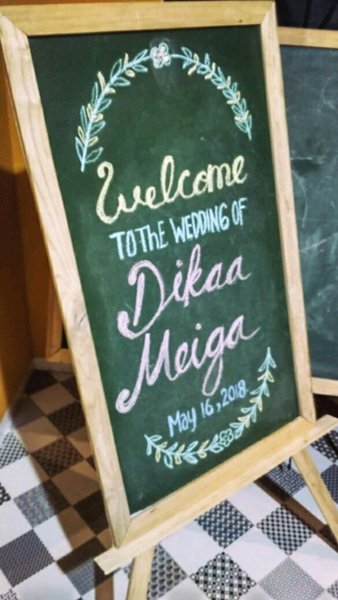 Welcome
TO THE WEDDING OF
Dikaa
&
Meiga
May 16, 2018